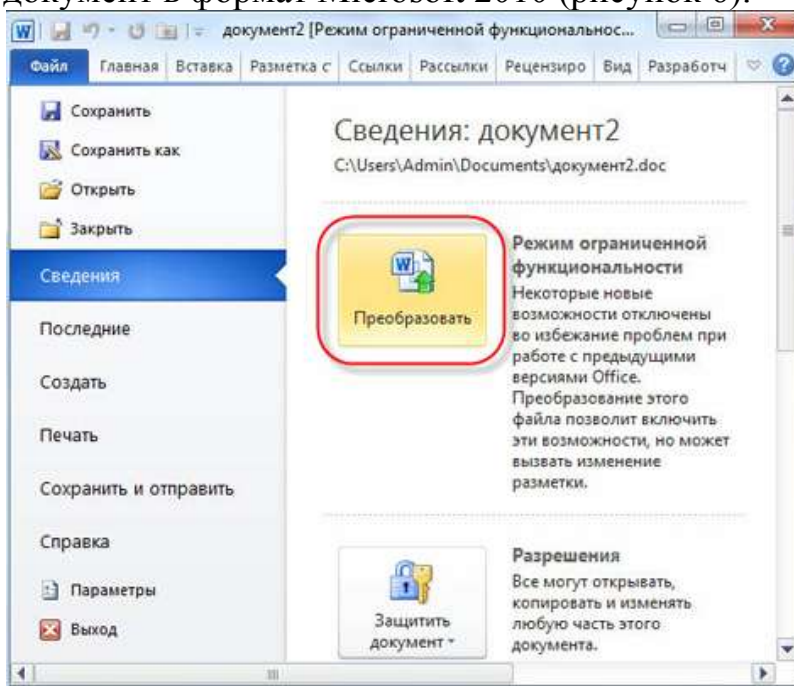 документ в формат Microsoft 2010 (рисунок 6).
документ2 [Режим ограниченной функциональнос...
Файл Главная Вставка Разметка с Ссылки Рассылки Рецензиро Вид Разработч
Сохранить
Сохранить как
Открыть
Закрыть
Сведения
Последние
Создать
Печать
Сохранить и отправить
Справка
Параметры
Выход
Сведения: документ2
C:\Users\Admin\Documents\документ2.doc
Преобразовать
Режим ограниченной
функциональности
Некоторые новые
возможности отключены
во избежание проблем при
работе с предыдущими
версиями Office.
Преобразование этого
файла позволит включить
эти возможности, но может
вызвать изменение
разметки.
Защитить
документ
Разрешения
Все могут открывать,
копировать и изменять
любую часть этого
документа.